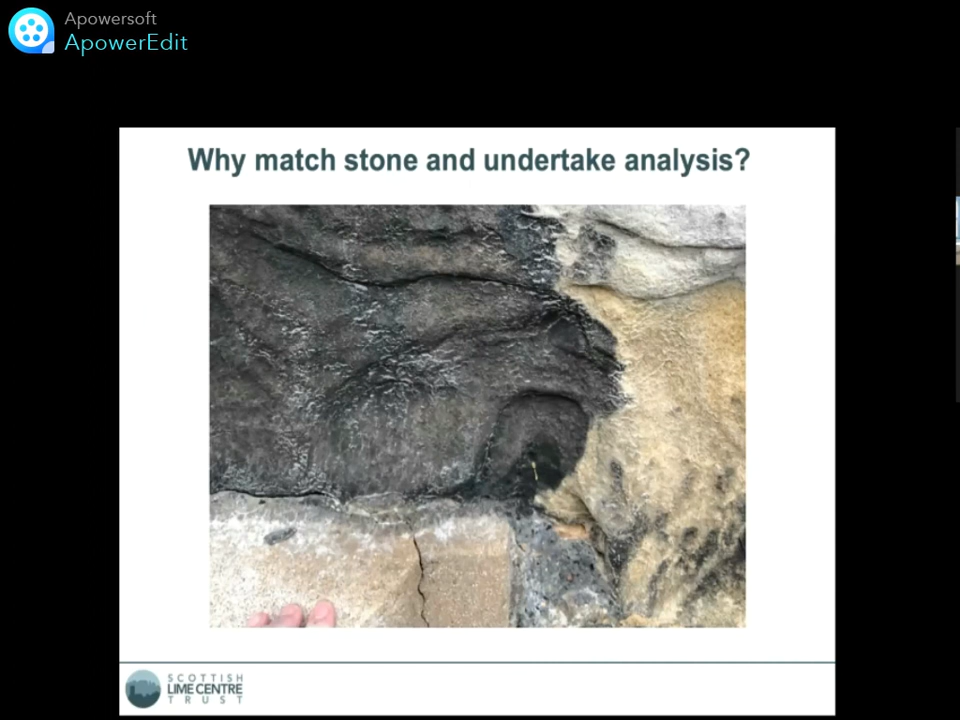 Apowersoft
ApowerEdit
Why match stone and undertake analysis?
SCOTTISH
LIME CENTRE
TRUST